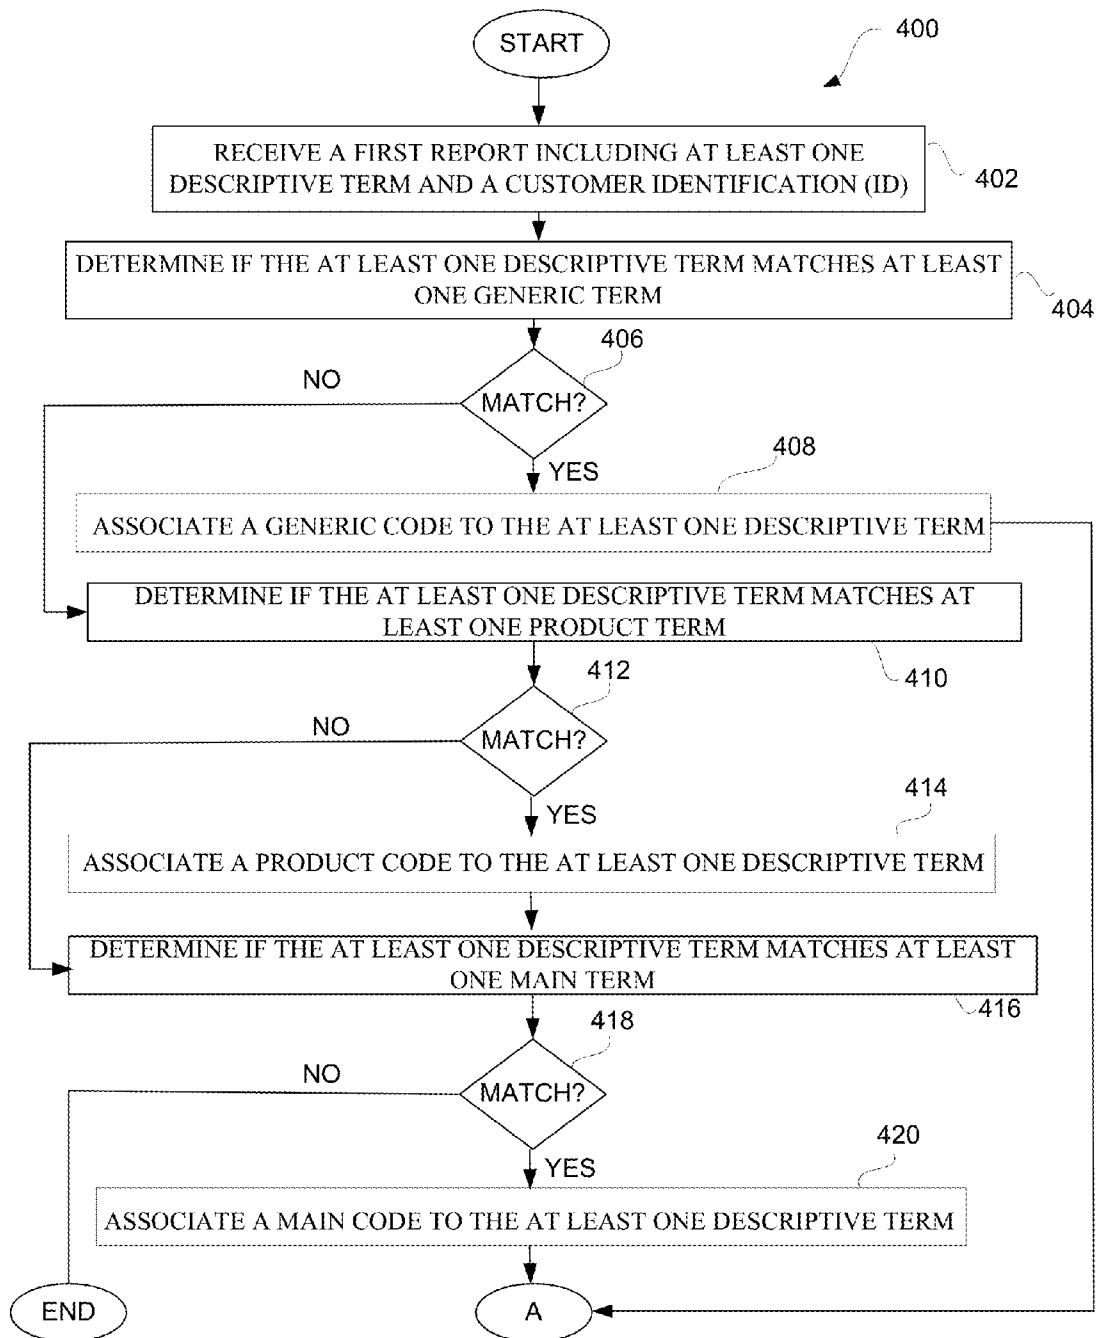 START
400
RECEIVE A FIRST REPORT INCLUDING AT LEAST ONE
DESCRIPTIVE TERM AND A CUSTOMER IDENTIFICATION (ID)
402
DETERMINE IF THE AT LEAST ONE DESCRIPTIVE TERM MATCHES AT LEAST
ONE GENERIC TERM
404
406
NO
MATCH?
YES
408
ASSOCIATE A GENERIC CODE TO THE AT LEAST ONE DESCRIPTIVE TERM
DETERMINE IF THE AT LEAST ONE DESCRIPTIVE TERM MATCHES AT
LEAST ONE PRODUCT TERM
410
412
NO
MATCH?
YES
414
ASSOCIATE A PRODUCT CODE TO THE AT LEAST ONE DESCRIPTIVE TERM
DETERMINE IF THE AT LEAST ONE DESCRIPTIVE TERM MATCHES AT LEAST
ONE MAIN TERM
416
418
NO
MATCH?
YES
420
ASSOCIATE A MAIN CODE TO THE AT LEAST ONE DESCRIPTIVE TERM
END
A